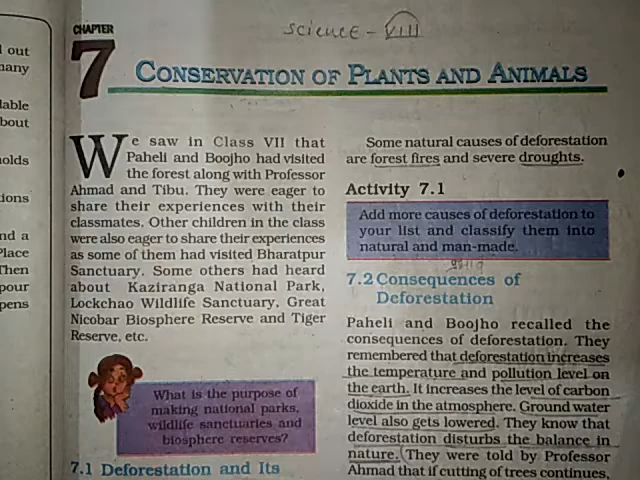 l out
nany
lable
bout
nolds
ions
nd a
Place
Then
pour
pens
Science - VIII
CHAPTER
7
CONSERVATION OF PLANTS AND ANIMALS
We saw in Class VII that
Paheli and Boojho had visited
the forest along with Professor
Ahmad and Tibu. They were eager to
share their experiences with their
classmates. Other children in the class
were also eager to share their experiences
as some of them had visited Bharatpur
Sanctuary. Some others had heard
about Kaziranga National Park,
Lockchao Wildlife Sanctuary, Great
Nicobar Biosphere Reserve and Tiger
Reserve, etc.
What is the purpose of
making national parks,
wildlife sanctuaries and
biosphere reserves?
7.1 Deforestation and Its
Some natural causes of deforestation
are forest fires and severe droughts.
Activity 7.1
Add more causes of deforestation to
your list and classify them into
natural and man-made.
7.2 Consequences of
Deforestation
Paheli and Boojho recalled the
consequences of deforestation. They
remembered that deforestation increases
the temperature and pollution level on
the earth. It increases the level of carbon
dioxide in the atmosphere. Ground water
level also gets lowered. They know that
deforestation disturbs the balance in
nature. They were told by Professor
Ahmad that if cutting of trees continues,